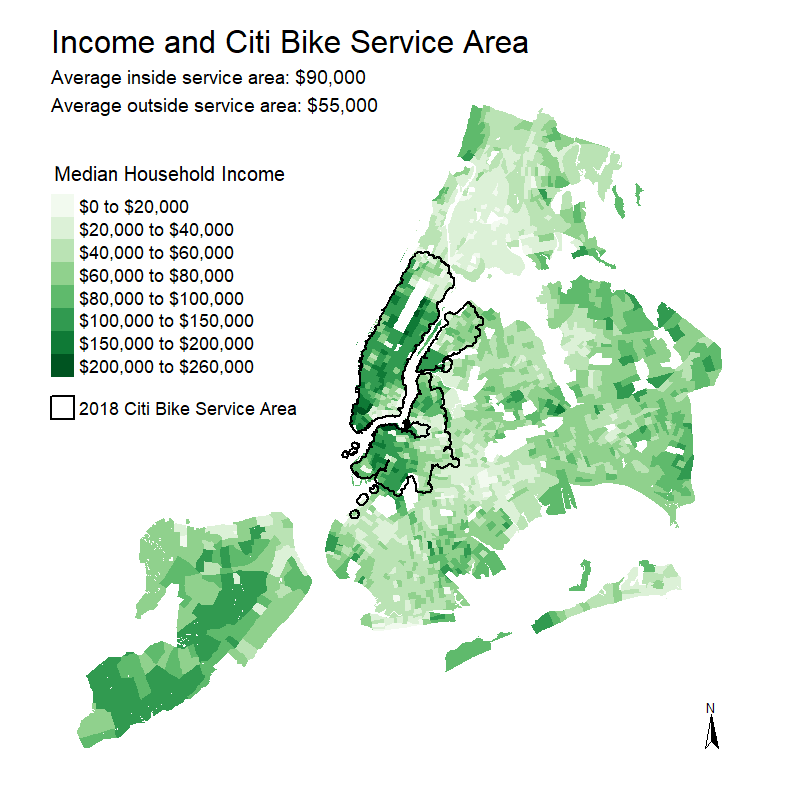 Income and Citi Bike Service Area
Average inside service area: $90,000
Average outside service area: $55,000
Median Household Income
$0 to $20,000
$20,000 to $40,000
$40,000 to $60,000
$60,000 to $80,000
$80,000 to $100,000
$100,000 to $150,000
$150,000 to $200,000
$200,000 to $260,000
2018 Citi Bike Service Area
N